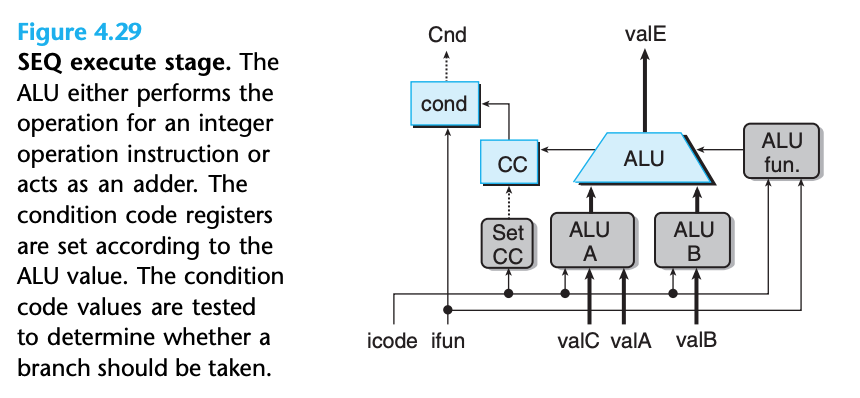 Figure 4.29
SEQ execute stage. The
ALU either performs the
operation for an integer
operation instruction or
acts as an adder. The
condition code registers
are set according to the
ALU value. The condition
code values are tested
to determine whether a
branch should be taken.
Cnd
valE
cond
CC
ALU
ALU
fun.
Set
CC
ALU
A
ALU
B
icode ifun
valC valA
valB